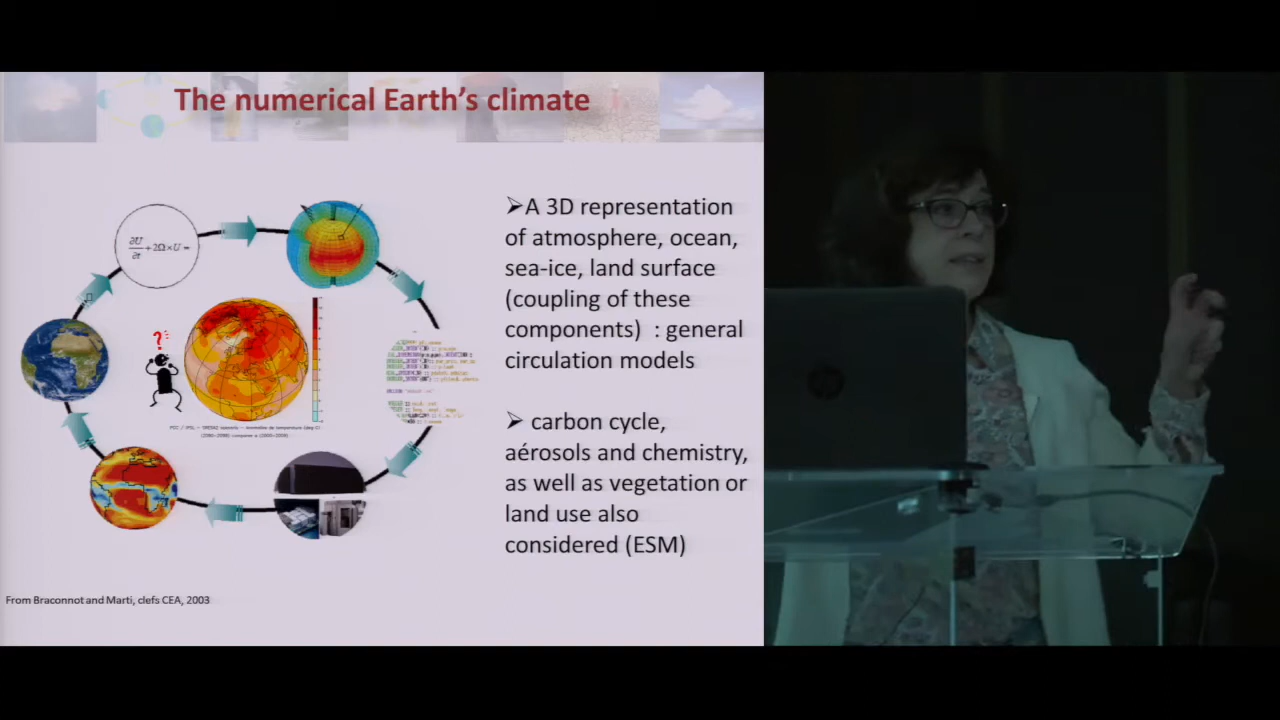 The numerical Earth's climate
➢A 3D representation
of atmosphere, ocean,
sea-ice, land surface
(coupling of these
components) : general
circulation models
➢ carbon cycle,
aérosols and chemistry,
as well as vegetation or
land use also
considered (ESM)
∂U/∂t +2Ω×U =
?
From Braconnot and Marti, clefs CEA, 2003